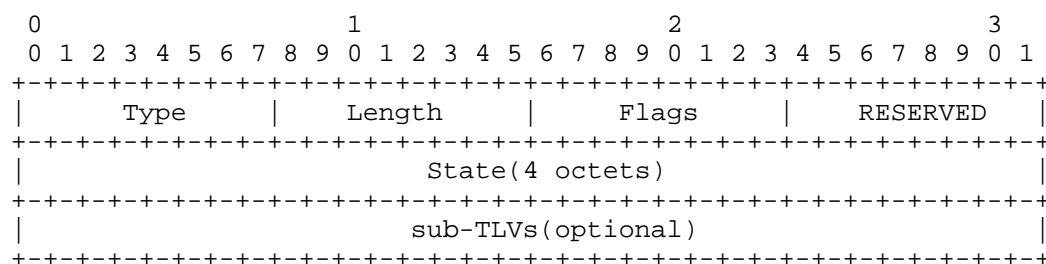 0                   1                   2                   3
 0 1 2 3 4 5 6 7 8 9 0 1 2 3 4 5 6 7 8 9 0 1 2 3 4 5 6 7 8 9 0 1
+-+-+-+-+-+-+-+-+-+-+-+-+-+-+-+-+-+-+-+-+-+-+-+-+-+-+-+-+-+-+-+-+
|      Type     |    Length     |     Flags     |    RESERVED   |
+-+-+-+-+-+-+-+-+-+-+-+-+-+-+-+-+-+-+-+-+-+-+-+-+-+-+-+-+-+-+-+-+
|                         State(4 octets)                       |
+-+-+-+-+-+-+-+-+-+-+-+-+-+-+-+-+-+-+-+-+-+-+-+-+-+-+-+-+-+-+-+-+
|                        sub-TLVs(optional)                     |
+-+-+-+-+-+-+-+-+-+-+-+-+-+-+-+-+-+-+-+-+-+-+-+-+-+-+-+-+-+-+-+-+